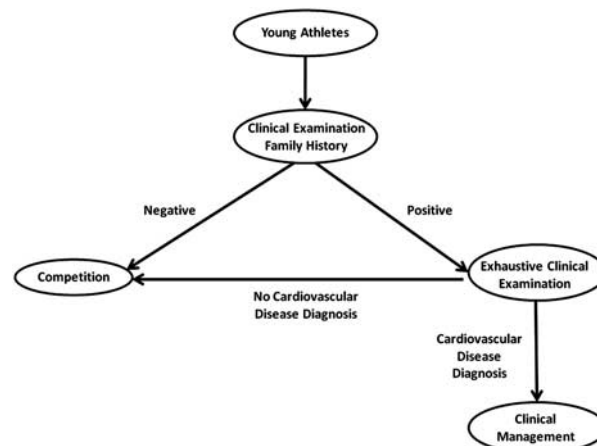 Young Athletes
Clinical Examination
Family History
Negative
Positive
Competition
Exhaustive Clinical
Examination
No Cardiovascular
Disease Diagnosis
Cardiovascular
Disease
Diagnosis
Clinical
Management